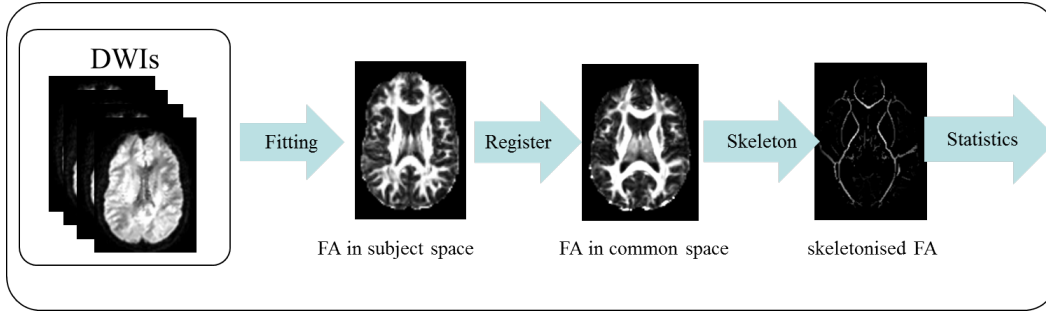 DWIs
Fitting
Register
Skeleton
Statistics
FA in subject space
FA in common space
skeletonised FA